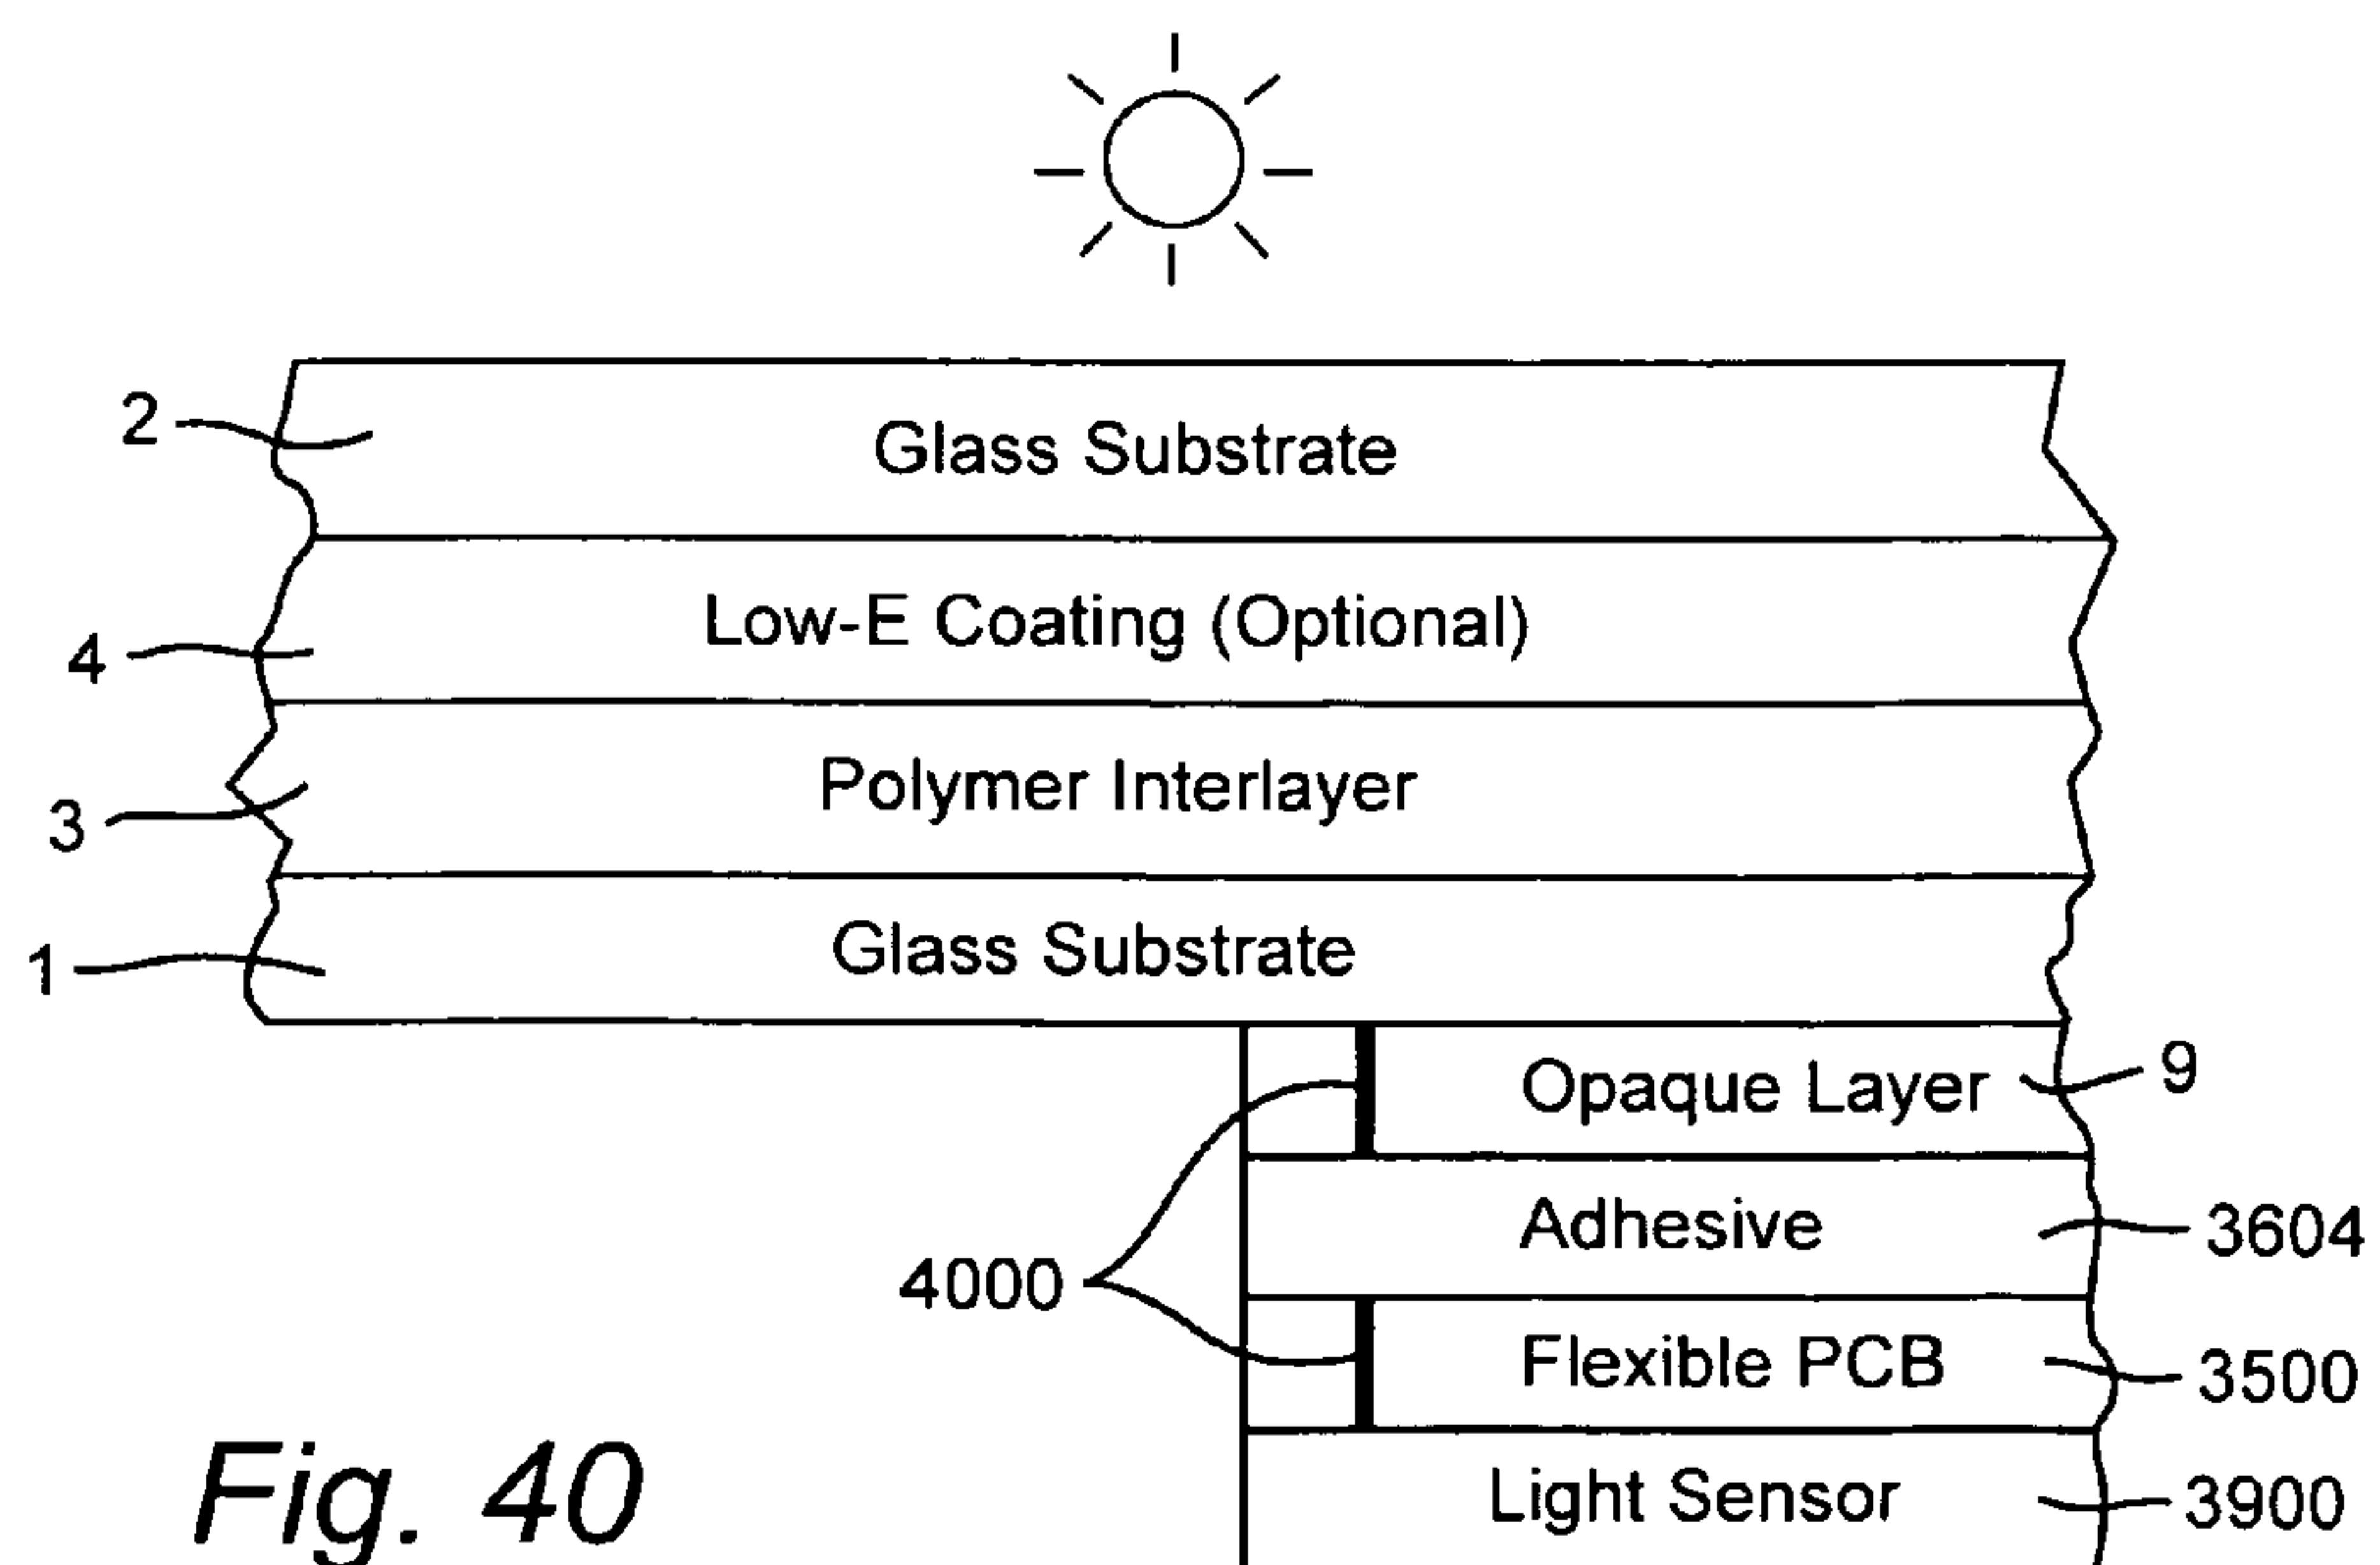 2
Glass Substrate
4
Low-E Coating (Optional)
3
Polymer Interlayer
1
Glass Substrate
Opaque Layer
9
Adhesive
3604
4000
Flexible PCB
3500
Light Sensor
3900
Fig. 40